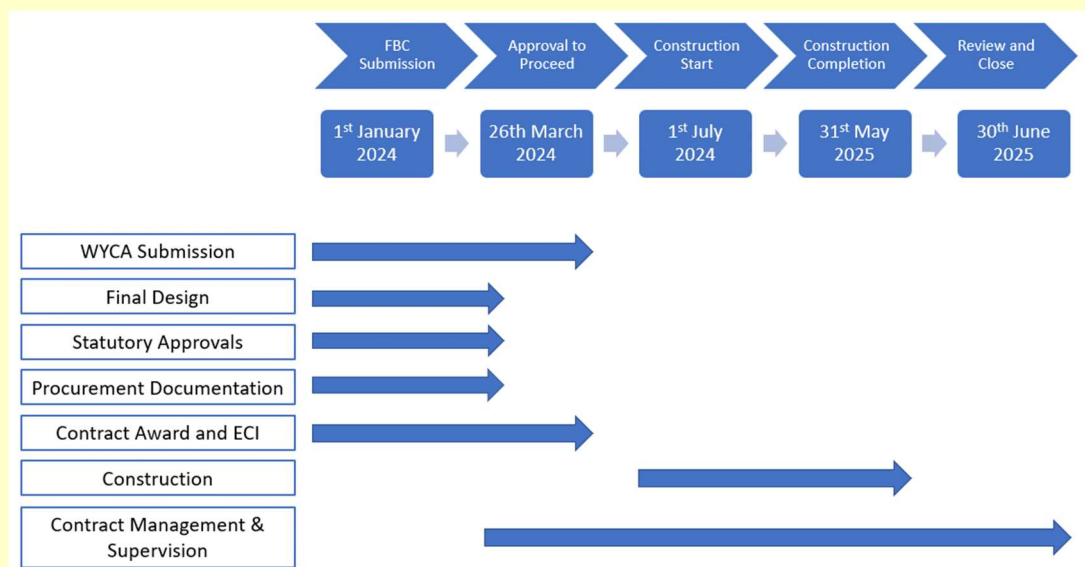 FBC
Submission
Approval to
Proceed
Construction
Start
Construction
Completion
Review and
Close
1st January
2024
26th March
2024
1st July
2024
31st May
2025
30th June
2025
WYCA Submission
Final Design
Statutory Approvals
Procurement Documentation
Contract Award and ECI
Construction
Contract Management &
Supervision